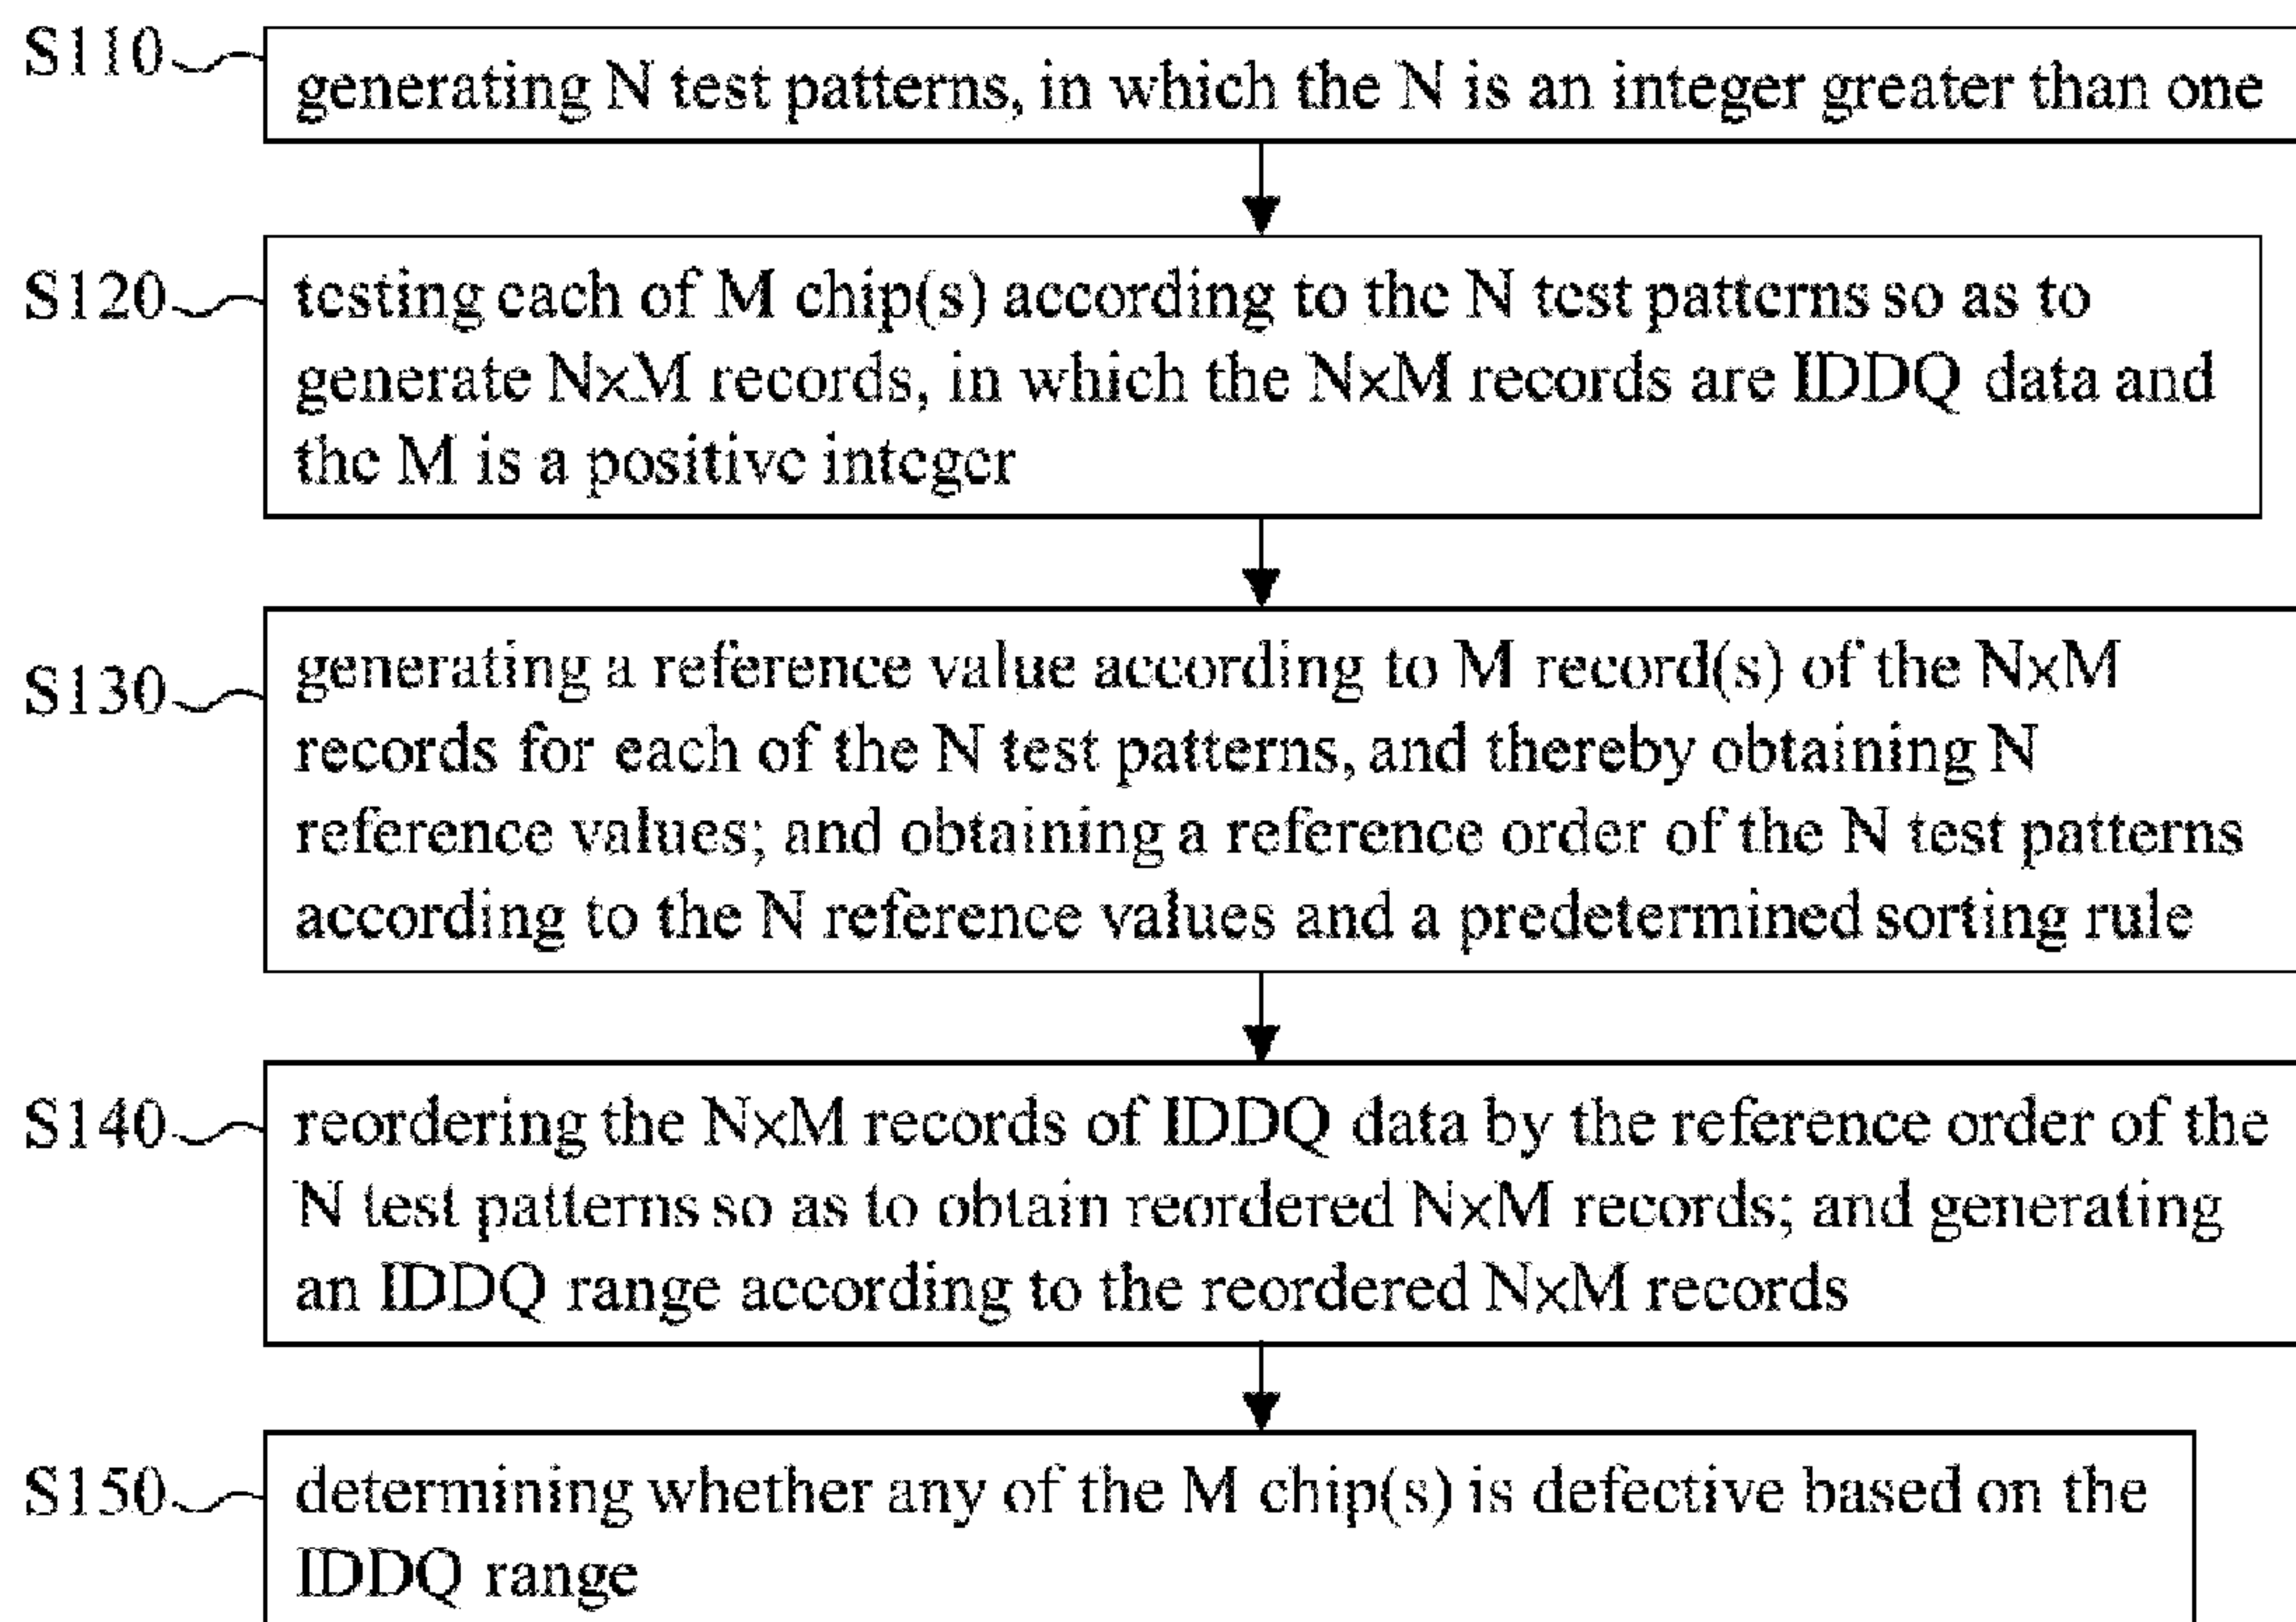 S110
generating N test patterns, in which the N is an integer greater than one
S120
testing each of M chip(s) according to the N test patterns so as to
generate N×M records, in which the N×M records are IDDQ data and
the M is a positive integer
S130
generating a reference value according to M record(s) of the N×M
records for each of the N test patterns, and thereby obtaining N
reference values; and obtaining a reference order of the N test patterns
according to the N reference values and a predetermined sorting rule
S140
reordering the N×M records of IDDQ data by the reference order of the
N test patterns so as to obtain reordered N×M records; and generating
an IDDQ range according to the reordered N×M records
S150
determining whether any of the M chip(s) is defective based on the
IDDQ range